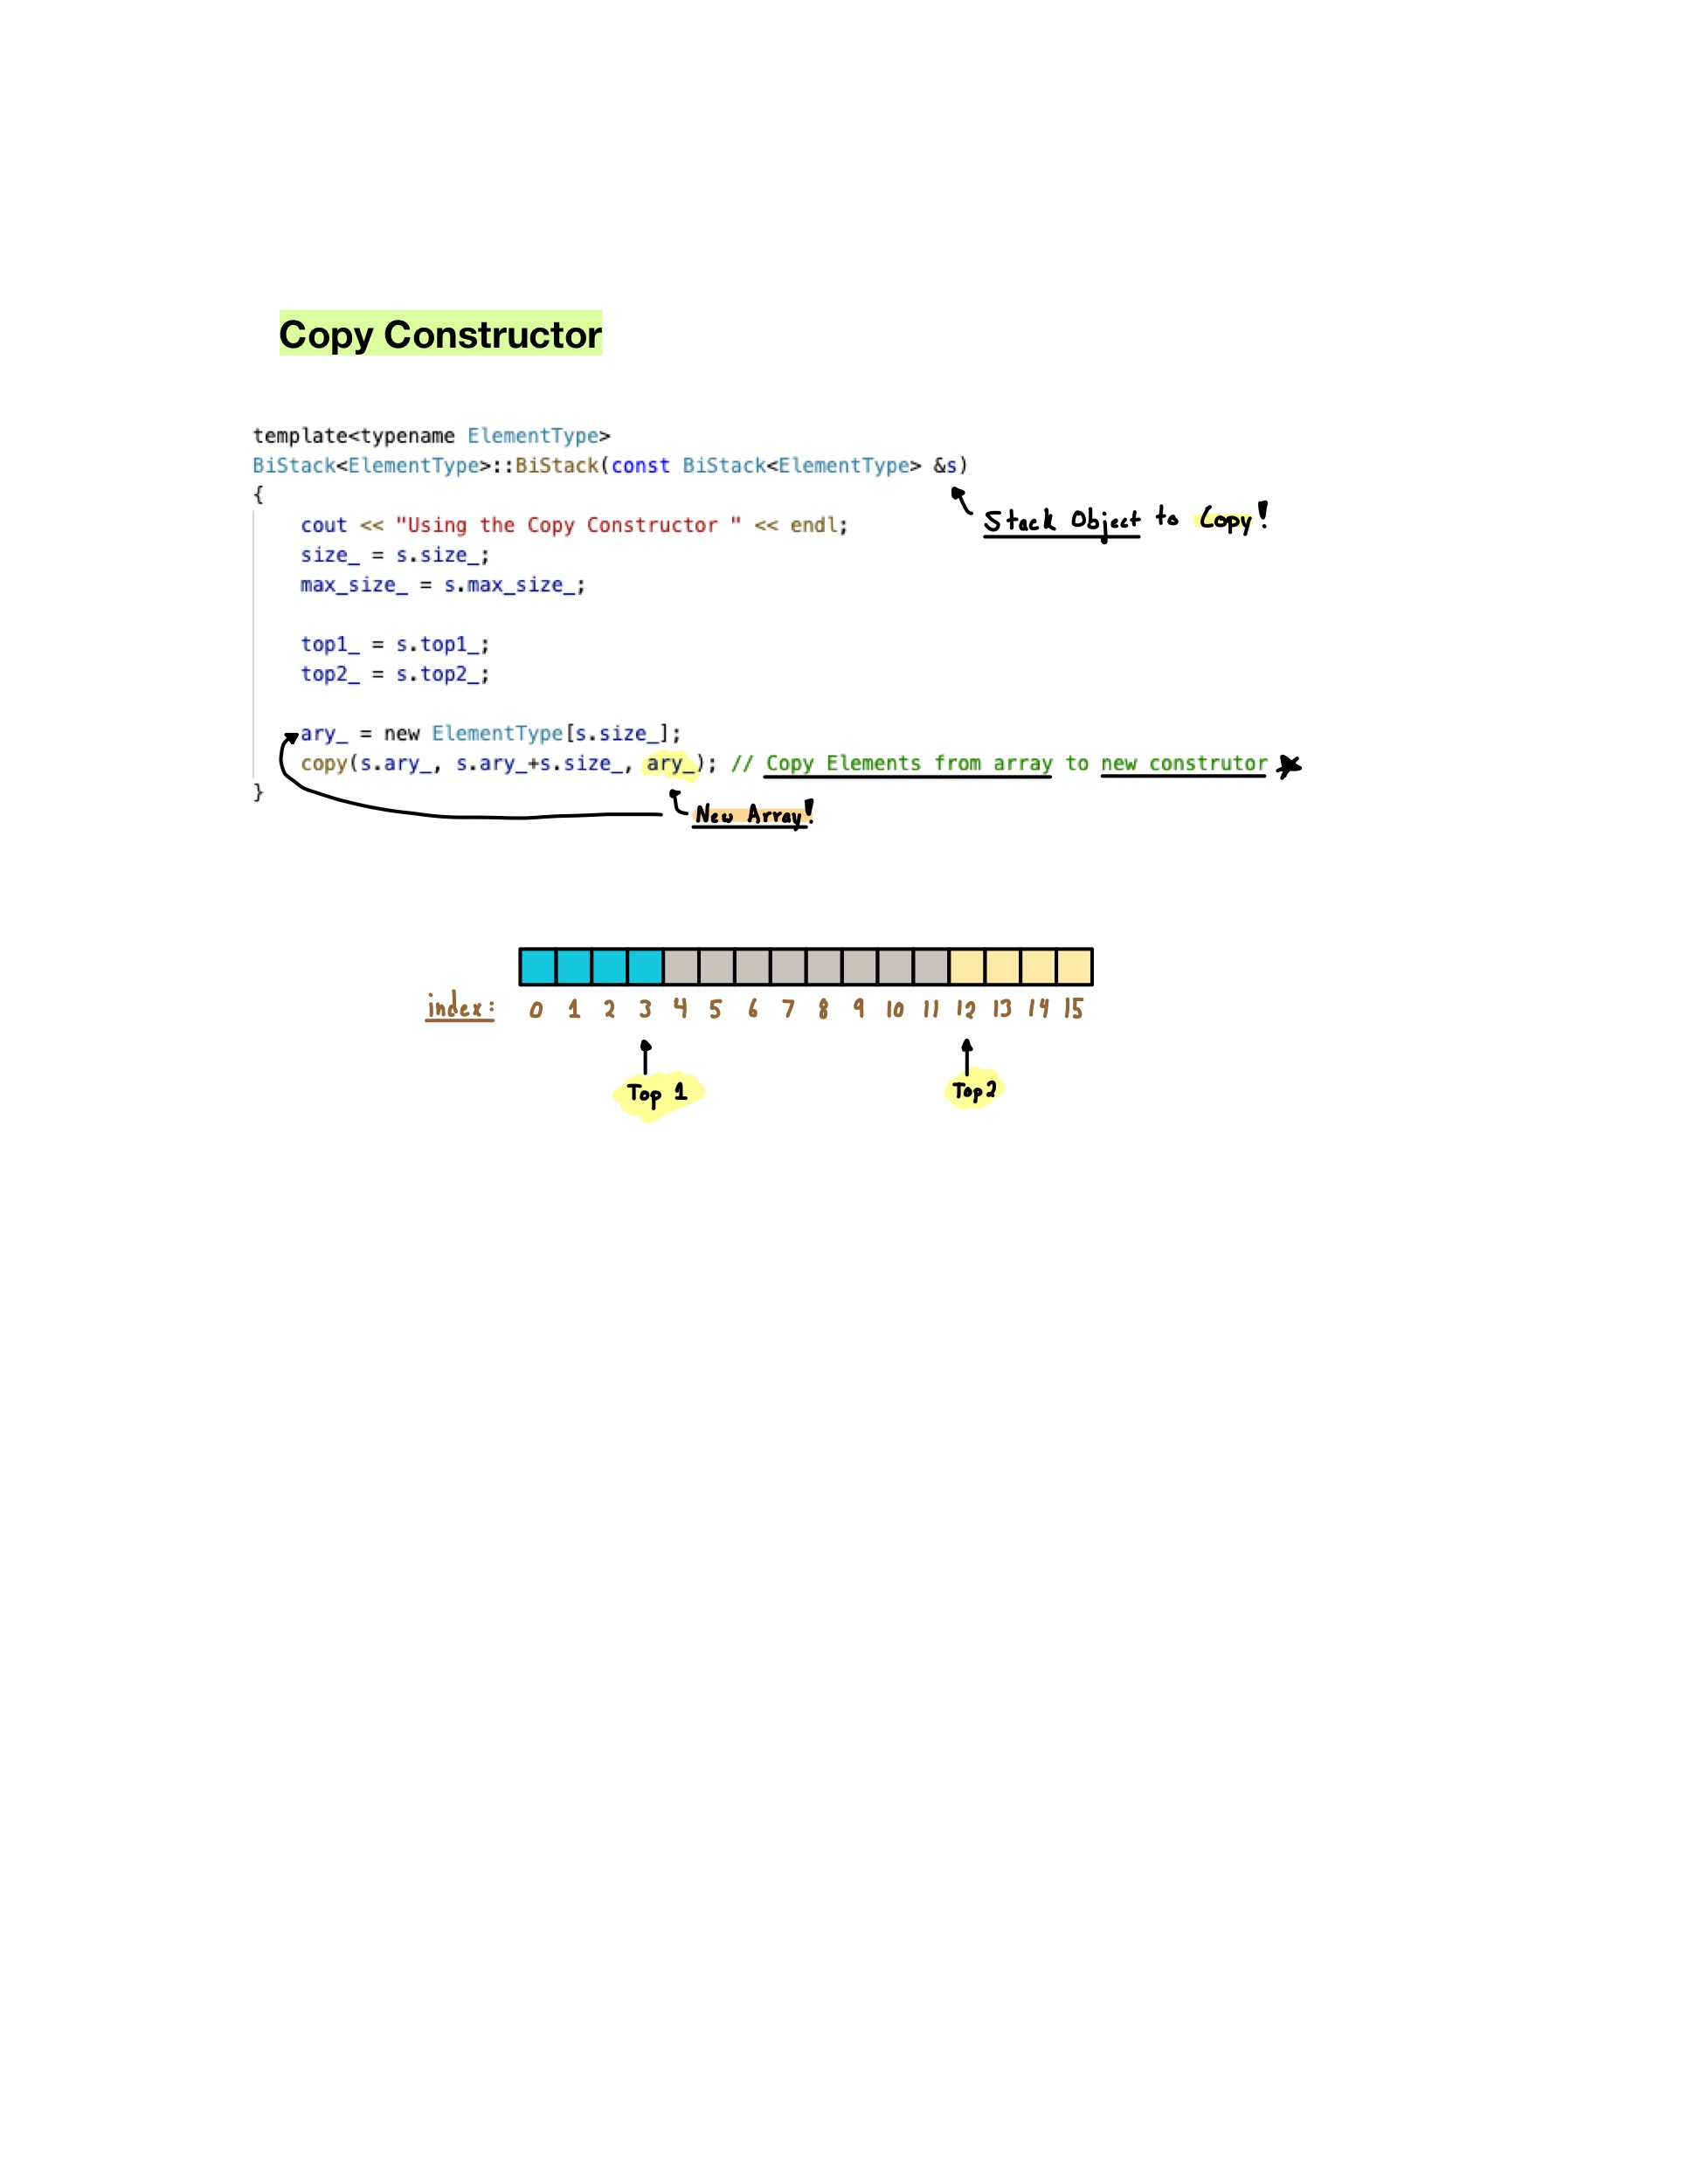 Copy Constructor
template<typename ElementType>
BiStack<ElementType>::BiStack(const BiStack<ElementType> &s)
{
Stack Object to Copy!
cout << "Using the Copy Constructor " << endl;
size_ = s.size_;
max_size_ = s.max_size_;
top1_ = s.top1_;
top2_ = s.top2_;
ary_ = new ElementType[s.size_];
copy(s.ary_, s.ary_+s.size_, ary_); // Copy Elements from array to new construtor
}
New Array!
index: 0 1 2 3 4 5 6 7 8 9 10 11 12 13 14 15
Top 1 Top2